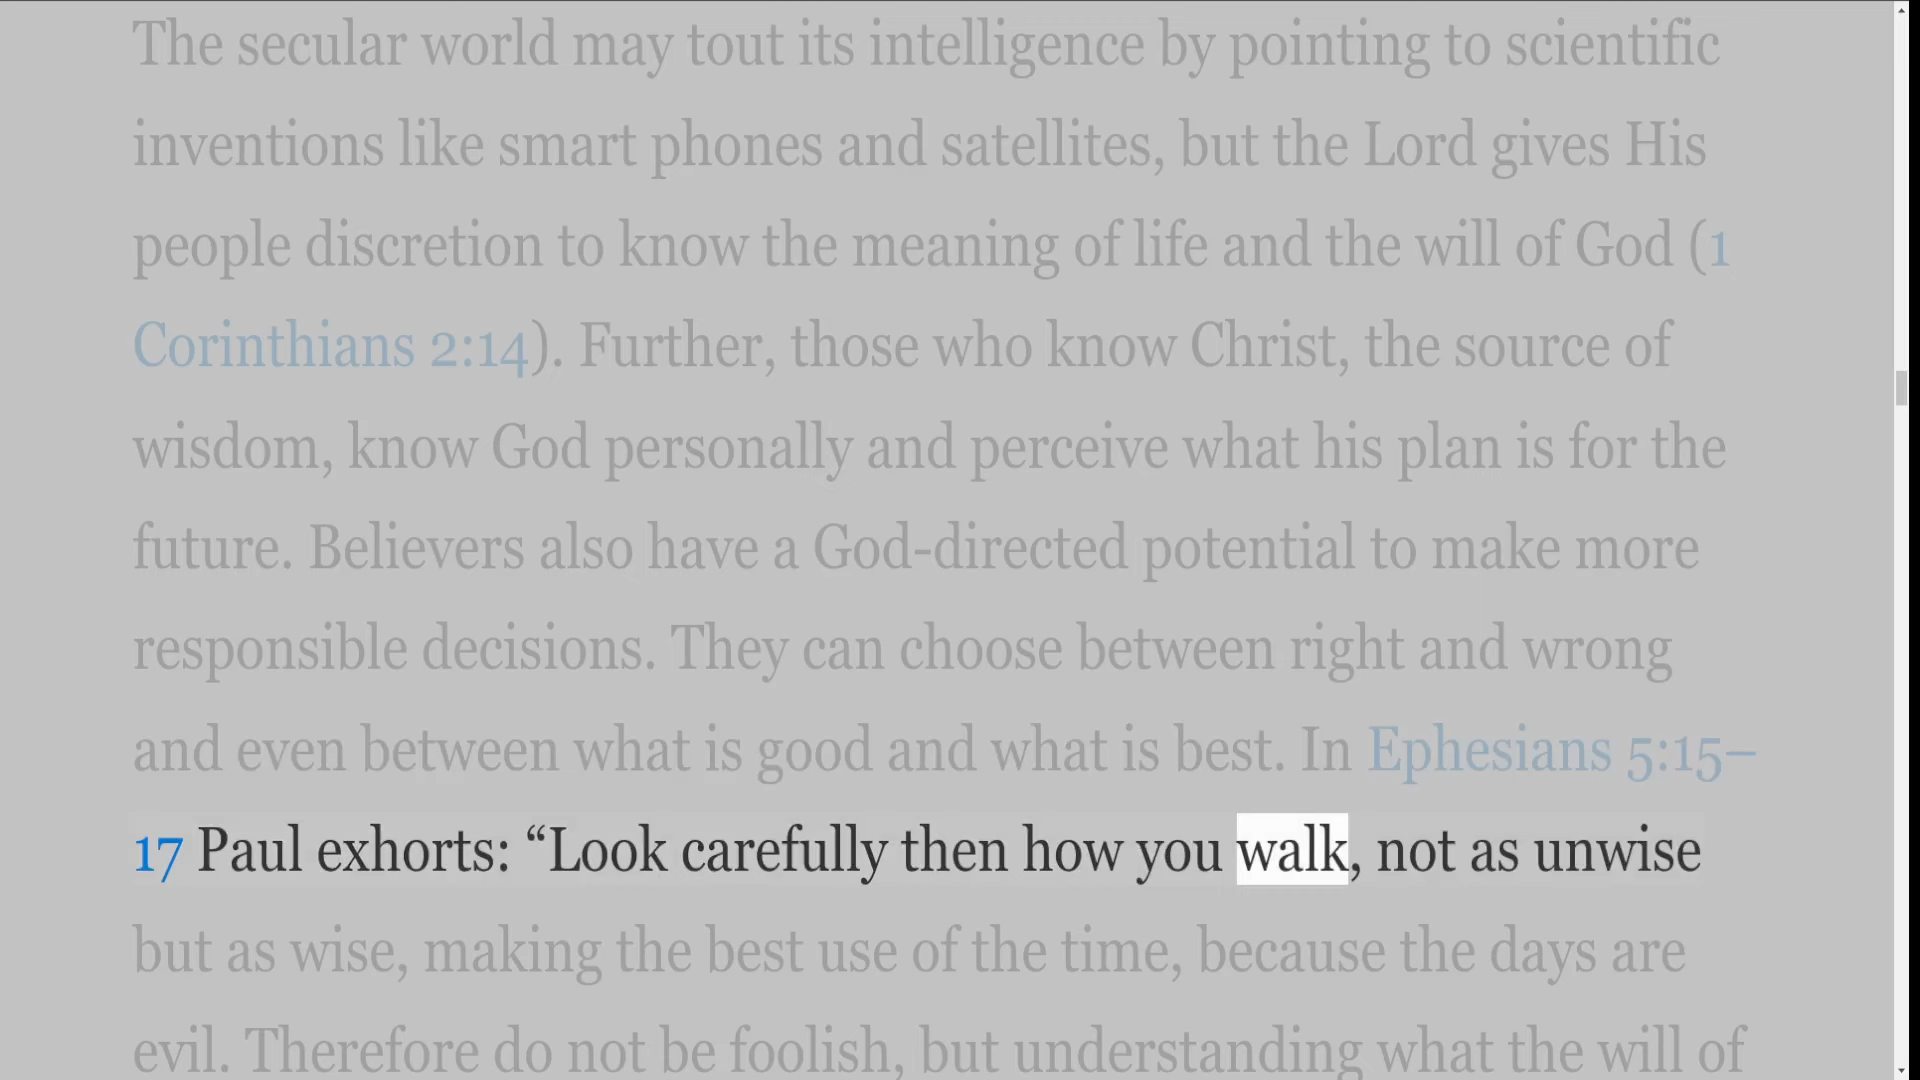 The secular world may tout its intelligence by pointing to scientific
inventions like smart phones and satellites, but the Lord gives His
people discretion to know the meaning of life and the will of God (1
Corinthians 2:14). Further, those who know Christ, the source of
wisdom, know God personally and perceive what his plan is for the
future. Believers also have a God-directed potential to make more
responsible decisions. They can choose between right and wrong
and even between what is good and what is best. In Ephesians 5:15–
17 Paul exhorts: “Look carefully then how you walk, not as unwise
but as wise, making the best use of the time, because the days are
evil. Therefore do not be foolish, but understanding what the will of